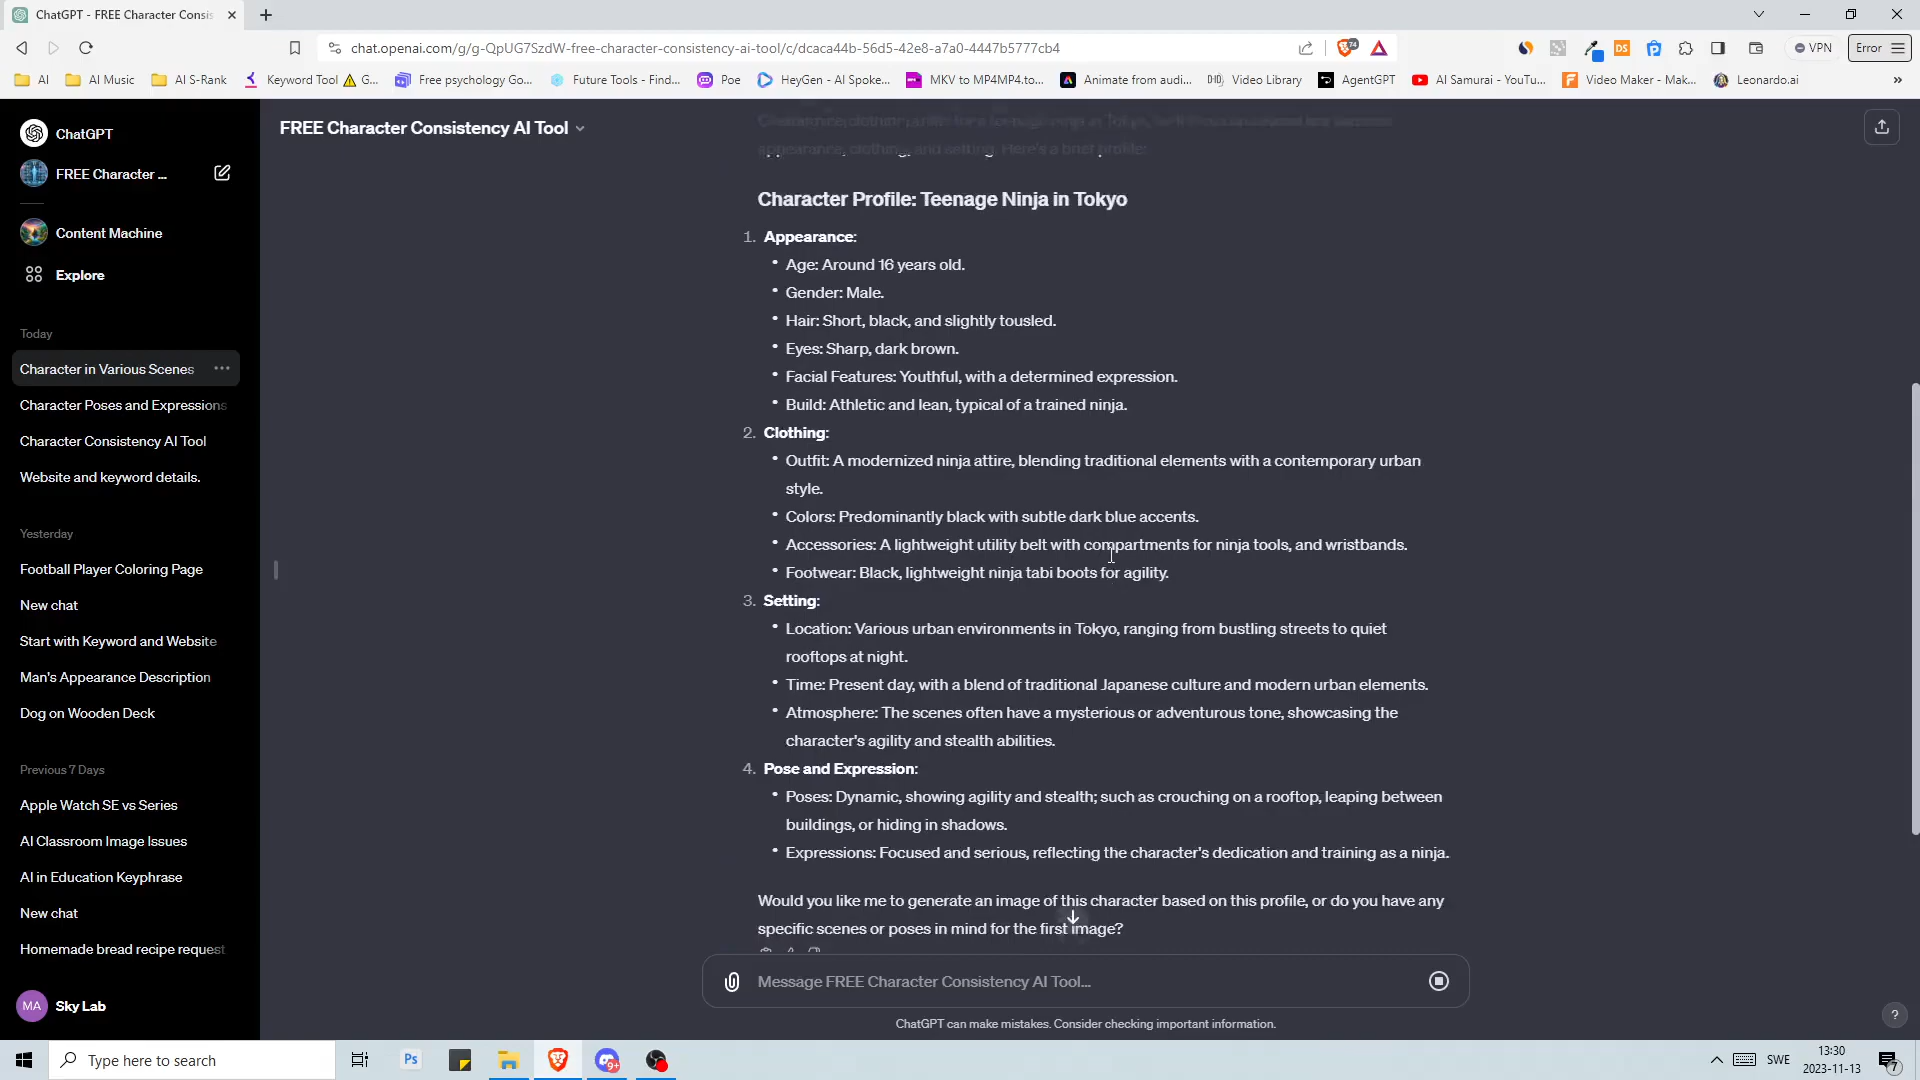 ChatGPT - FREE Character Consis
chat.openai.com/g/g-QpUG7SzdW-free-character-consistency-ai-tool/c/dcaca44b-56d5-42e8-a7a0-4447b5777cb4
74
DS
VPN
Error
AI
AI Music
AI S-Rank
Keyword Tool
G...
Free psychology Go...
Future Tools - Find...
Poe
HeyGen - AI Spoke...
MKV to MP4MP4.to...
Animate from audi...
Video Library
AgentGPT
AI Samurai - YouTu...
Video Maker - Mak...
Leonardo.ai
»
ChatGPT
FREE Character ...
Content Machine
Explore
Today
Character in Various Scenes
Character Poses and Expressions
Character Consistency AI Tool
Website and keyword details.
Yesterday
Football Player Coloring Page
New chat
Start with Keyword and Website
Man's Appearance Description
Dog on Wooden Deck
Previous 7 Days
Apple Watch SE vs Series
AI Classroom Image Issues
AI in Education Keyphrase
New chat
Homemade bread recipe request
MA
Sky Lab
FREE Character Consistency AI Tool
appearance, clothing, and setting. Here's a brief profile:
Character Profile: Teenage Ninja in Tokyo
1. Appearance:
• Age: Around 16 years old.
• Gender: Male.
• Hair: Short, black, and slightly tousled.
• Eyes: Sharp, dark brown.
• Facial Features: Youthful, with a determined expression.
• Build: Athletic and lean, typical of a trained ninja.
2. Clothing:
• Outfit: A modernized ninja attire, blending traditional elements with a contemporary urban
style.
• Colors: Predominantly black with subtle dark blue accents.
• Accessories: A lightweight utility belt with compartments for ninja tools, and wristbands.
• Footwear: Black, lightweight ninja tabi boots for agility.
3. Setting:
• Location: Various urban environments in Tokyo, ranging from bustling streets to quiet
rooftops at night.
• Time: Present day, with a blend of traditional Japanese culture and modern urban elements.
• Atmosphere: The scenes often have a mysterious or adventurous tone, showcasing the
character's agility and stealth abilities.
4. Pose and Expression:
• Poses: Dynamic, showing agility and stealth; such as crouching on a rooftop, leaping between
buildings, or hiding in shadows.
• Expressions: Focused and serious, reflecting the character's dedication and training as a ninja.
Would you like me to generate an image of this character based on this profile, or do you have any
specific scenes or poses in mind for the first image?
Message FREE Character Consistency AI Tool...
ChatGPT can make mistakes. Consider checking important information.
?
Type here to search
Ps
9+
SWE
13:30
2023-11-13
7